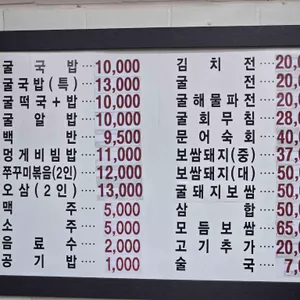 굴국밥 … 10,000
굴국밥(특) … 13,000
굴떡국+밥 … 10,000
굴알밥 … 10,000
백반 … 9,500
멍게비빔밥 … 11,000
쭈꾸미볶음(2인) … 12,000
오삼(2인) … 13,000
맥주 … 5,000
소주 … 5,000
음료수 … 2,000
공기밥 … 1,000
김치전 … 20,0
굴전 … 20,0
굴해물파전 … 20,0
굴회무침 … 28,0
문어숙회 … 40,
보쌈돼지(중) … 37,
보쌈돼지(대) … 50,
굴돼지보쌈 … 50,
삼합 … 50,
모듬보쌈 … 65,0
고기추가 … 20,
술국 … 7,0